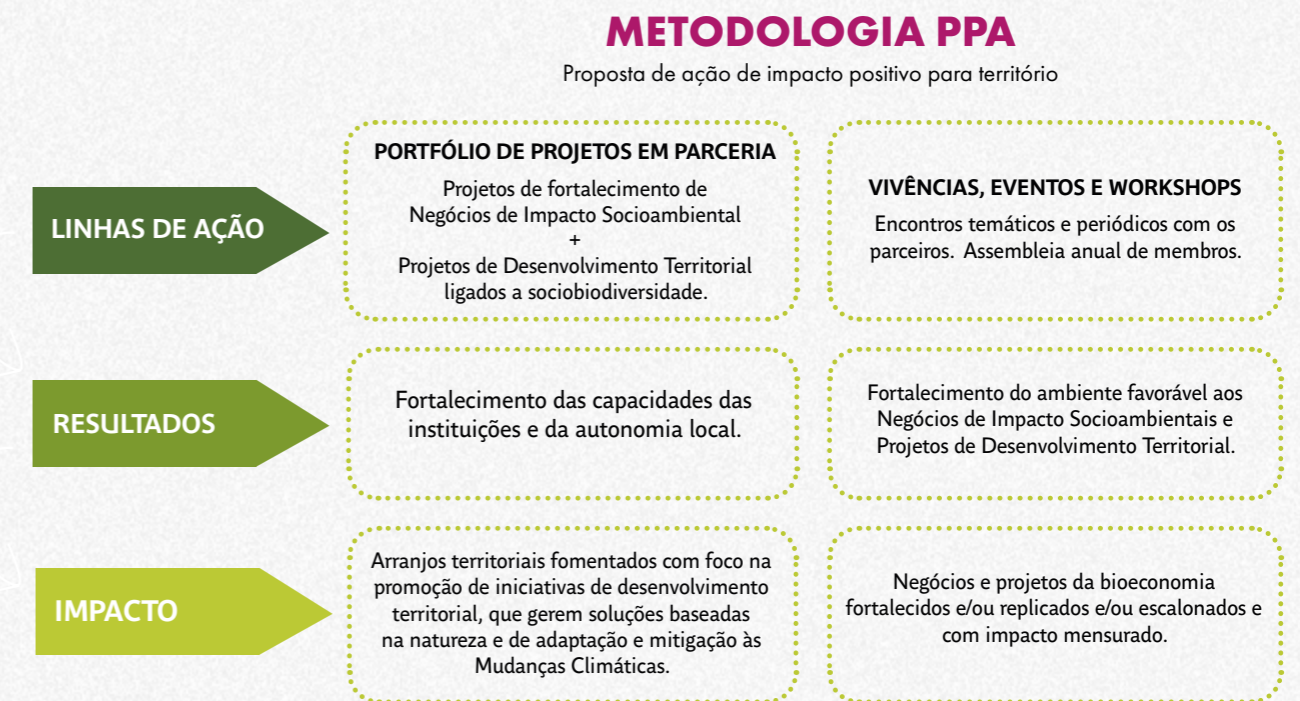 METODOLOGIA PPA
Proposta de ação de impacto positivo para território
LINHAS DE AÇÃO
PORTFÓLIO DE PROJETOS EM PARCERIA
Projetos de fortalecimento de
Negócios de Impacto Socioambiental
+
Projetos de Desenvolvimento Territorial
ligados a sociobiodiversidade.
VIVÊNCIAS, EVENTOS E WORKSHOPS
Encontros temáticos e periódicos com os
parceiros. Assembleia anual de membros.
RESULTADOS
Fortalecimento das capacidades das
instituições e da autonomia local.
Fortalecimento do ambiente favorável aos
Negócios de Impacto Socioambientais e
Projetos de Desenvolvimento Territorial.
IMPACTO
Arranjos territoriais fomentados com foco na
promoção de iniciativas de desenvolvimento
territorial, que gerem soluções baseadas
na natureza e de adaptação e mitigação às
Mudanças Climáticas.
Negócios e projetos da bioeconomia
fortalecidos e/ou replicados e/ou escalonados e
com impacto mensurado.